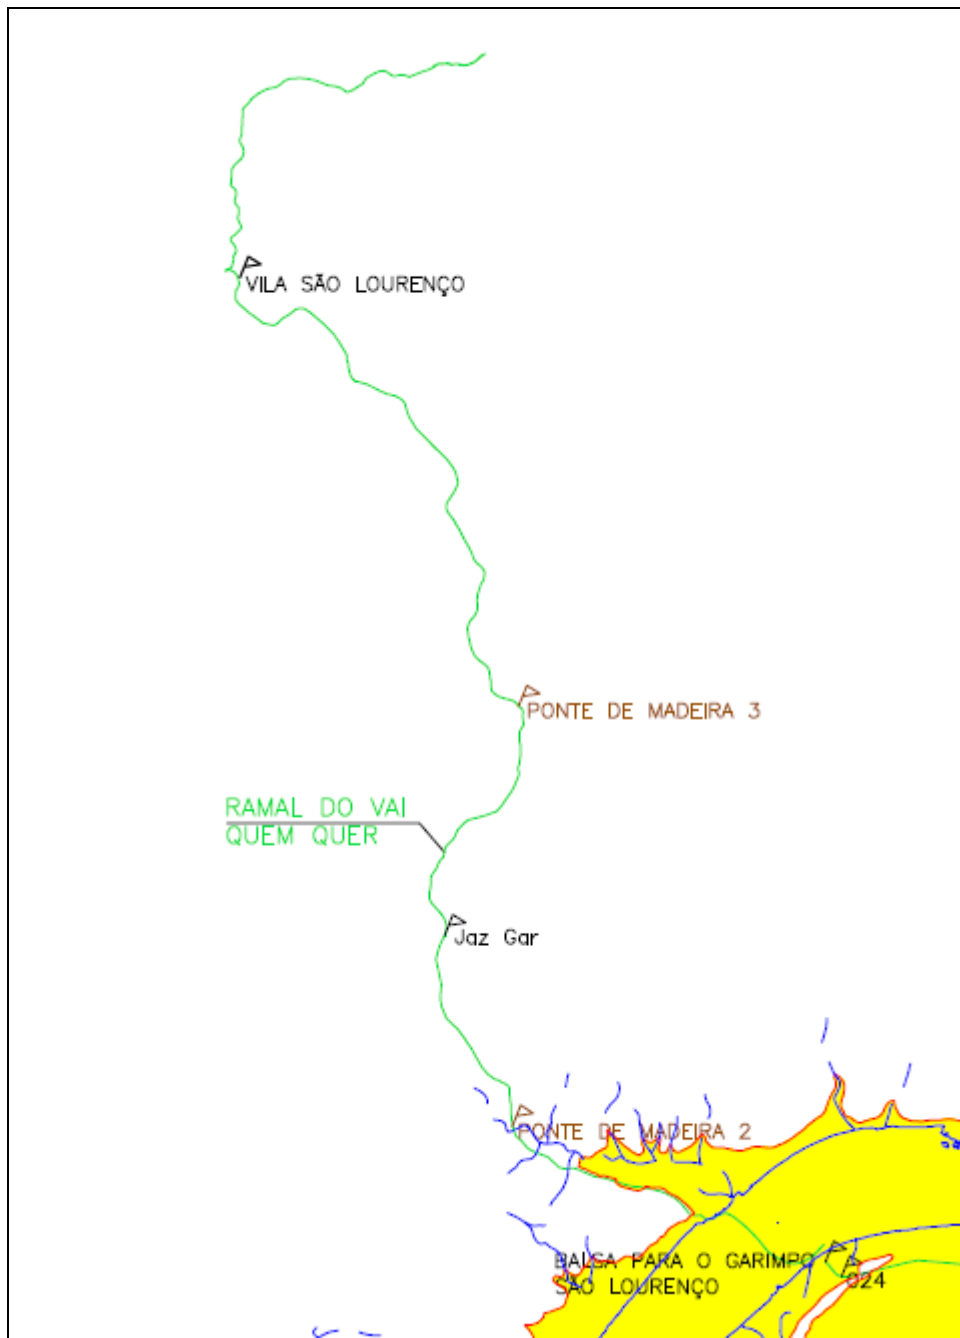 VILA SÃO LOURENÇO
PONTE DE MADEIRA 3
RAMAL DO VAI
QUEM QUER
Jaz Gar
PONTE DE MADEIRA 2
BALSA PARA O GARIMPO
SÃO LOURENÇO
024